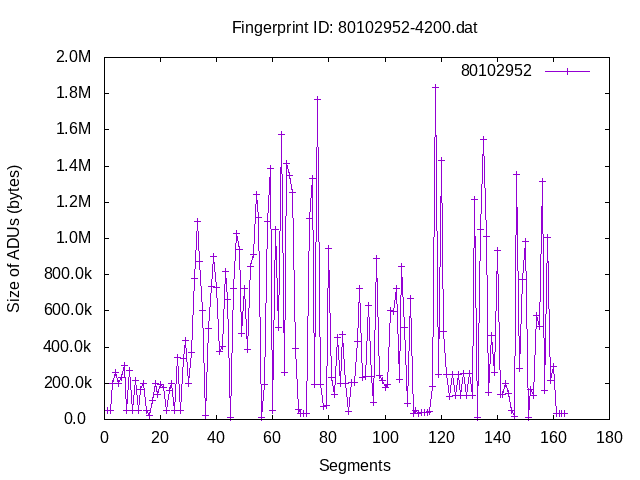 Fingerprint ID: 80102952-4200.dat
80102952
Size of ADUs (bytes)
2.0M
1.8M
1.6M
1.4M
1.2M
1.0M
800.0k
600.0k
400.0k
200.0k
0.0
0 20 40 60 80 100 120 140 160 180
Segments